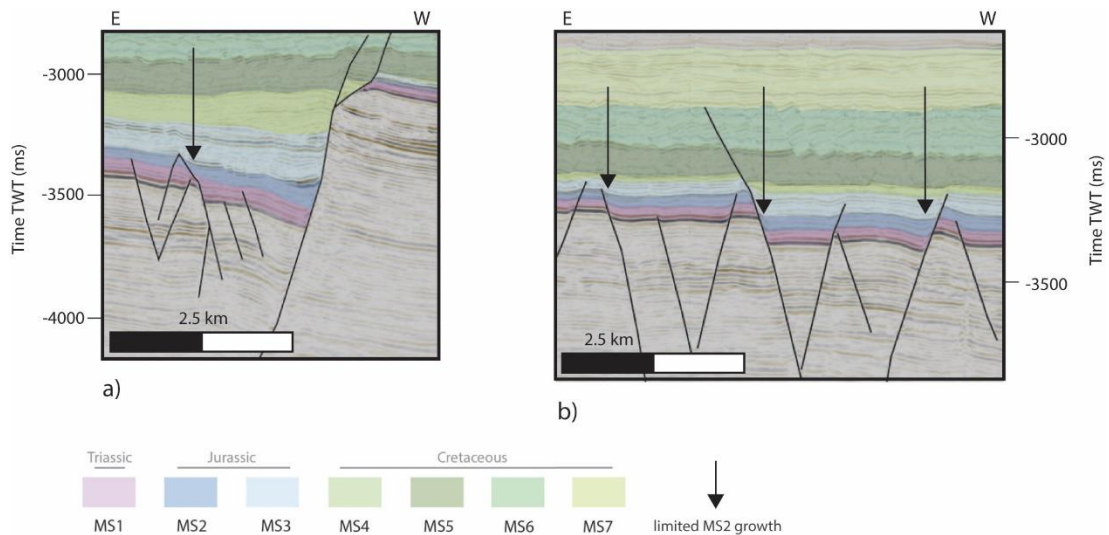 E W
-3000
-3500
-4000
Time TWT (ms)
2.5 km
a)
E W
-3000
-3500
Time TWT (ms)
2.5 km
b)
Triassic Jurassic Cretaceous
MS1 MS2 MS3 MS4 MS5 MS6 MS7 limited MS2 growth